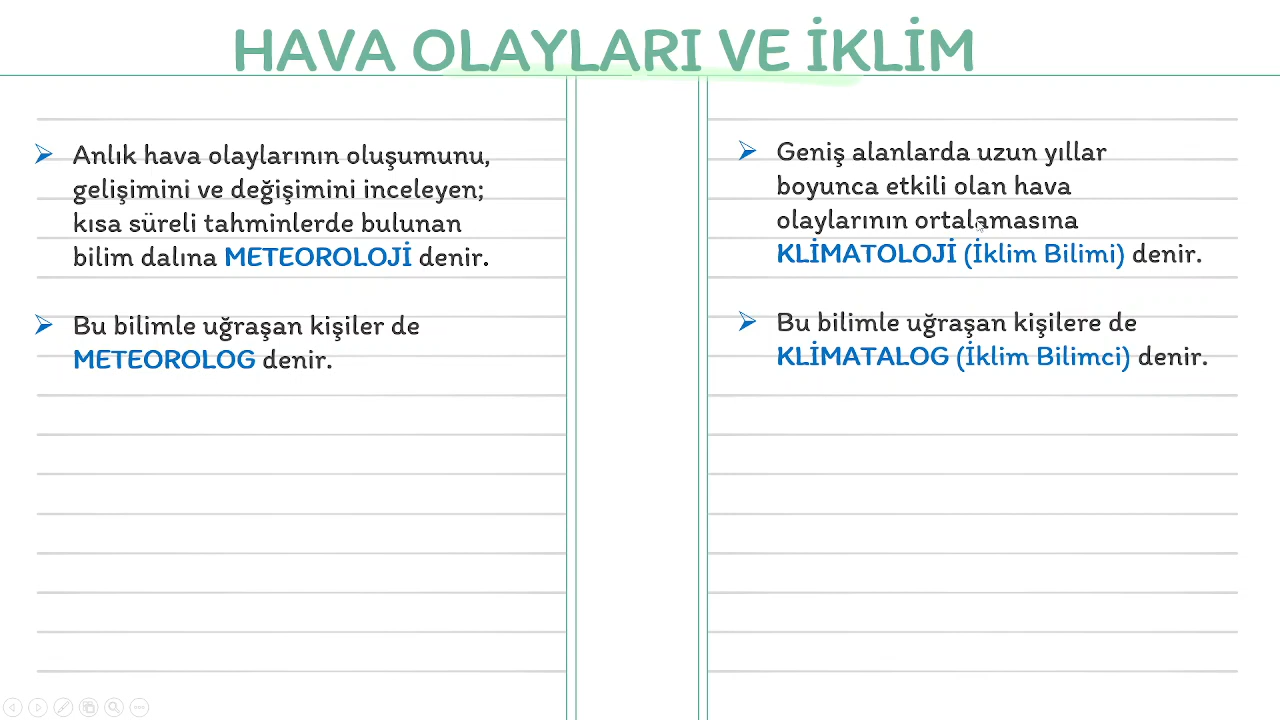 HAVA OLAYLARI VE İKLİM
Anlık hava olaylarının oluşumunu,
gelişimini ve değişimini inceleyen;
kısa süreli tahminlerde bulunan
bilim dalına METEOROLOJİ denir.
Bu bilimle uğraşan kişiler de
METEOROLOG denir.
Geniş alanlarda uzun yıllar
boyunca etkili olan hava
olaylarının ortalamasına
KLİMATOLOJİ (İklim Bilimi) denir.
Bu bilimle uğraşan kişilere de
KLİMATALOG (İklim Bilimci) denir.